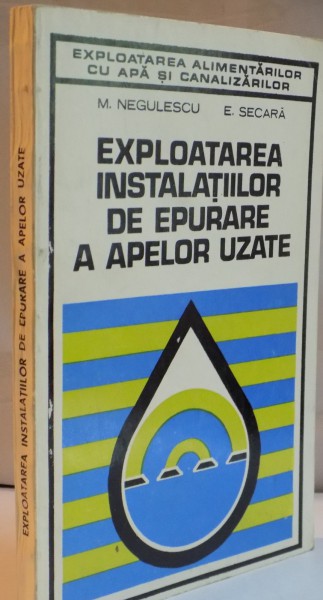 EXPLOATAREA ALIMENTĂRILOR
CU APĂ ȘI CANALIZĂRILOR
M. NEGULESCU E. SECARĂ
EXPLOATAREA
INSTALAȚIILOR
DE EPURARE
A APELOR UZATE
EXPLOATAREA INSTALAȚIILOR DE EPURARE A APELOR UZATE